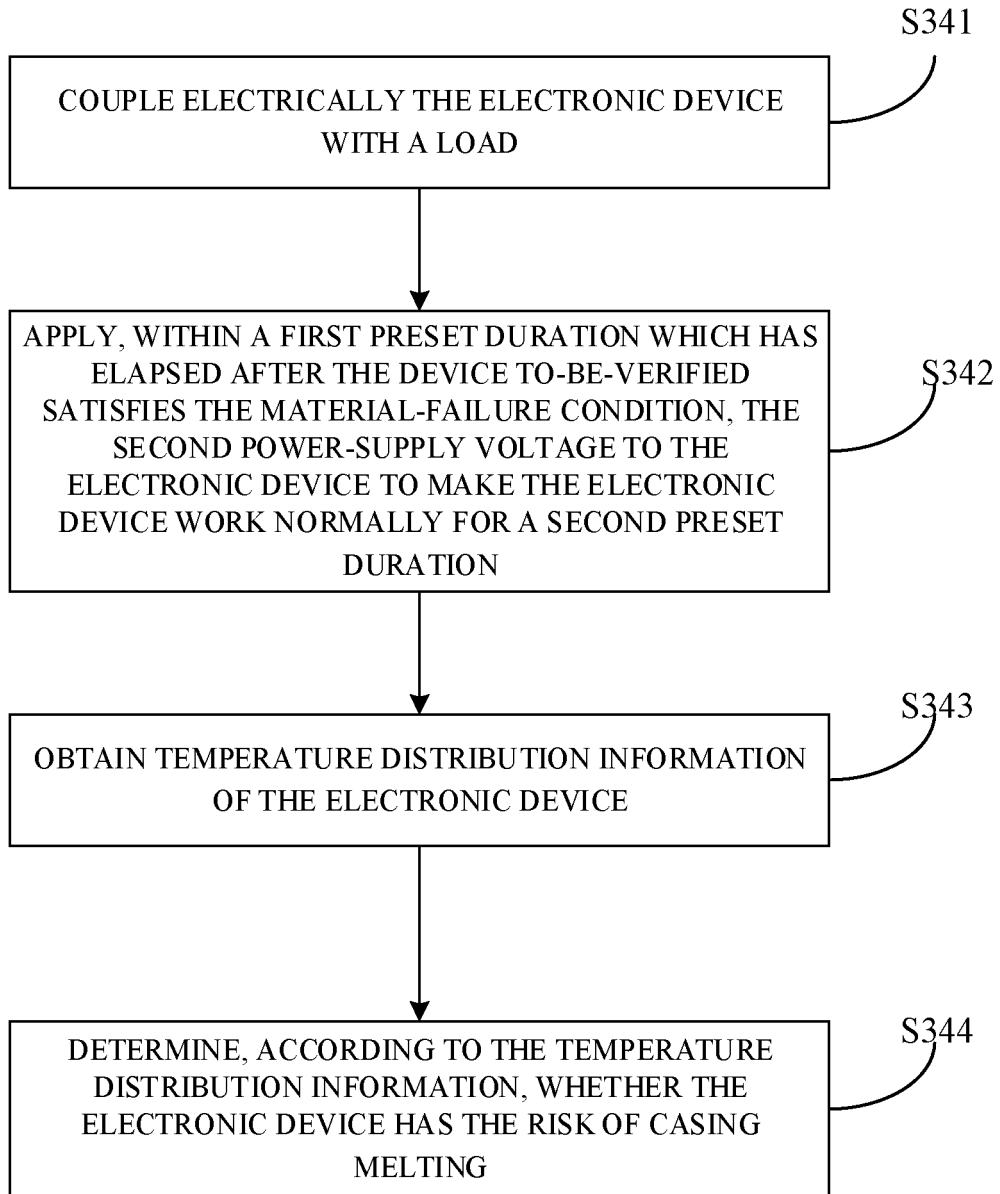 S341
COUPLE ELECTRICALLY THE ELECTRONIC DEVICE
WITH A LOAD
APPLY, WITHIN A FIRST PRESET DURATION WHICH HAS
ELAPSED AFTER THE DEVICE TO-BE-VERIFIED
SATISFIES THE MATERIAL-FAILURE CONDITION, THE
SECOND POWER-SUPPLY VOLTAGE TO THE
ELECTRONIC DEVICE TO MAKE THE ELECTRONIC
DEVICE WORK NORMALLY FOR A SECOND PRESET
DURATION
S342
OBTAIN TEMPERATURE DISTRIBUTION INFORMATION
OF THE ELECTRONIC DEVICE
S343
DETERMINE, ACCORDING TO THE TEMPERATURE
DISTRIBUTION INFORMATION, WHETHER THE
ELECTRONIC DEVICE HAS THE RISK OF CASING
MELTING
S344